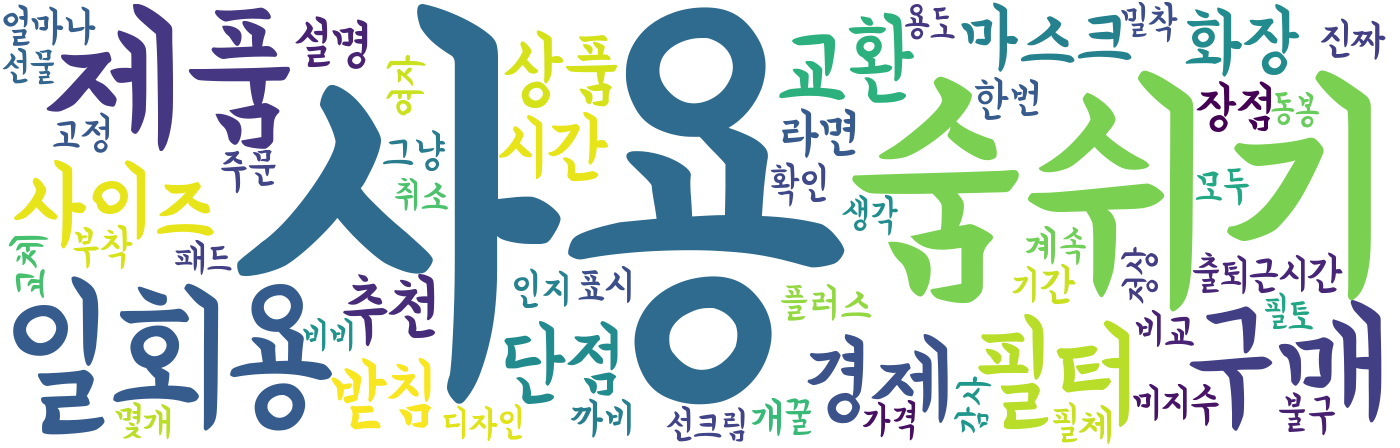 얼마나
선물
제품
설명
여자
고정
주문
그냥
취소
사용
상품
시간
교환
용도
마스크
밀착
화장
진짜
한번
장점
동봉
라면
확인
숨쉬기
생각
모두
사이즈
부착
교체
패드
일회용
추천
비비
받침
몇개
디자인
인지
표시
단점
까비
플러스
선크림
개꿀
계속
기간
정상
출퇴근시간
경제
가격
감사
필터
필체
비교
필토
미지수
구매
불구